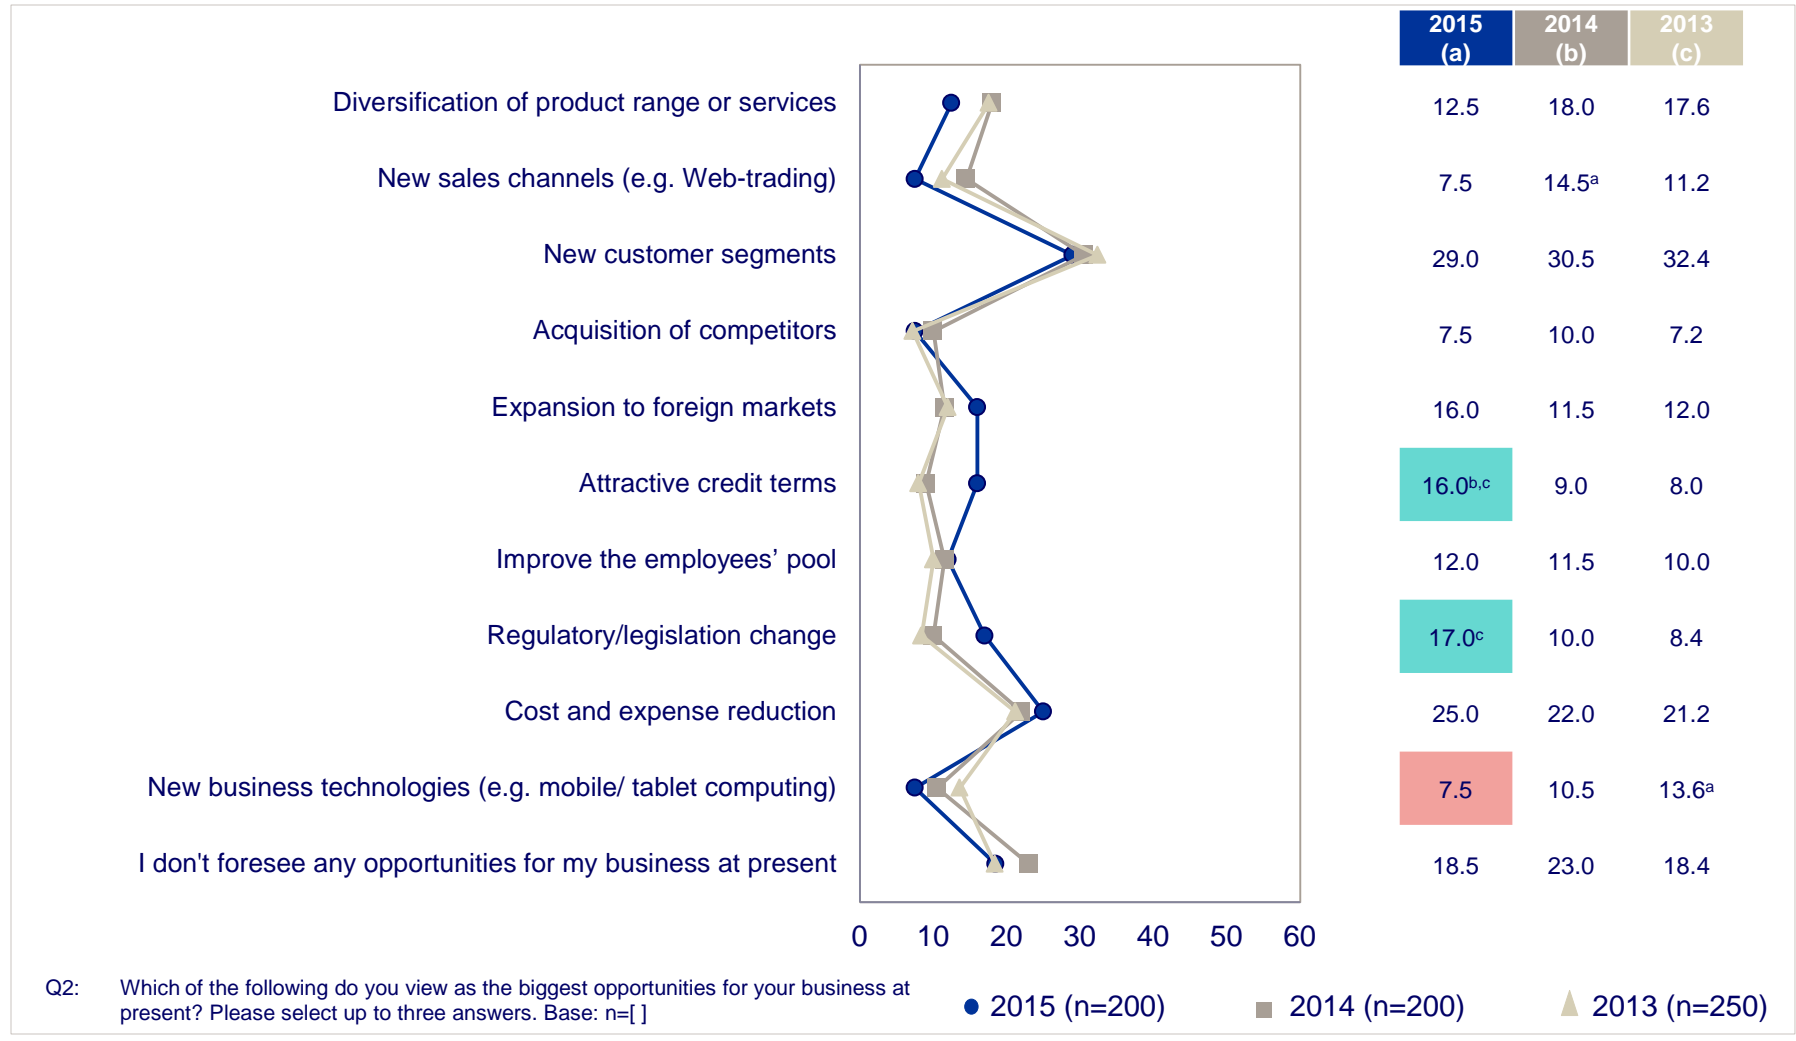 2015 2014 2013
(a) (b) (c)
Diversification of product range or services 12.5 18.0 17.6
New sales channels (e.g. Web-trading) 7.5 14.5ᵃ 11.2
New customer segments 29.0 30.5 32.4
Acquisition of competitors 7.5 10.0 7.2
Expansion to foreign markets 16.0 11.5 12.0
Attractive credit terms 16.0ᵇ,ᶜ 9.0 8.0
Improve the employees’ pool 12.0 11.5 10.0
Regulatory/legislation change 17.0ᶜ 10.0 8.4
Cost and expense reduction 25.0 22.0 21.2
New business technologies (e.g. mobile/ tablet computing) 7.5 10.5 13.6ᵃ
I don't foresee any opportunities for my business at present 18.5 23.0 18.4
0 10 20 30 40 50 60
Q2: Which of the following do you view as the biggest opportunities for your business at
present? Please select up to three answers. Base: n=[ ]
2015 (n=200) 2014 (n=200) 2013 (n=250)